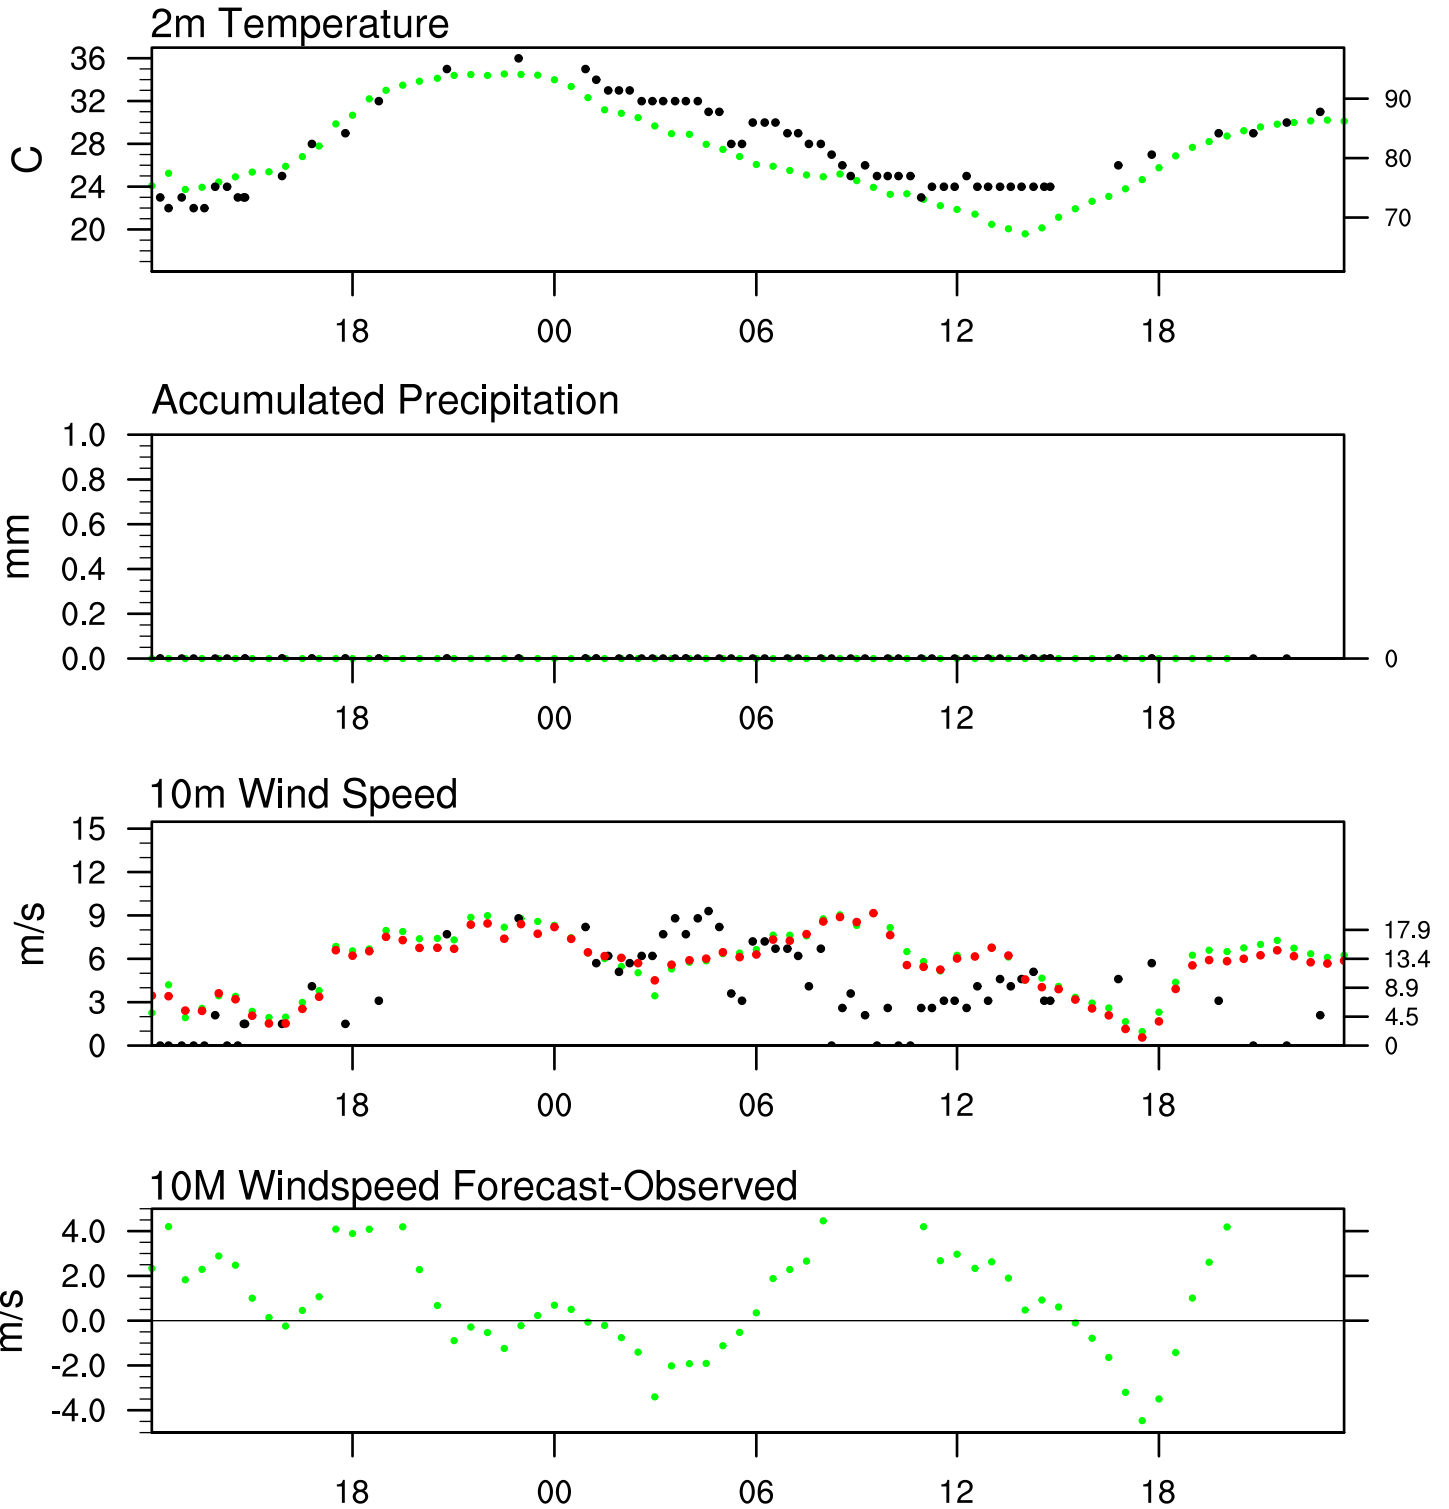 2m Temperature
36
32
28
24
20
C
90
80
70
18 00 06 12 18
Accumulated Precipitation
1.0
0.8
0.6
0.4
0.2
0.0
mm
0
18 00 06 12 18
10m Wind Speed
15
12
9
6
3
0
m/s
17.9
13.4
8.9
4.5
0
18 00 06 12 18
10M Windspeed Forecast-Observed
4.0
2.0
0.0
-2.0
-4.0
m/s
18 00 06 12 18